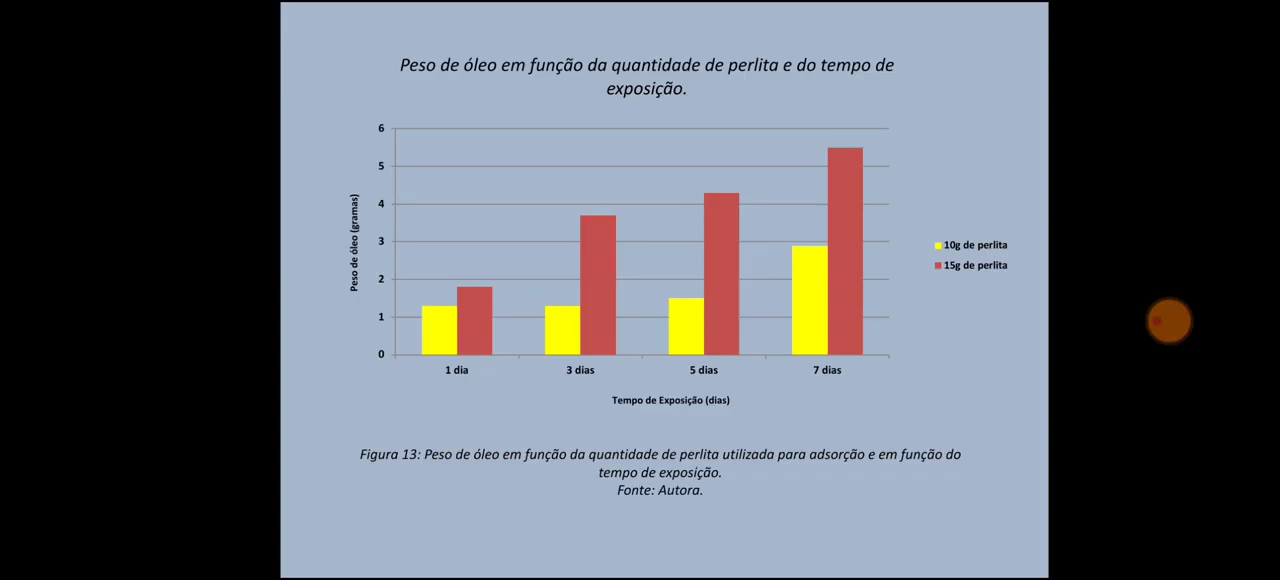 Peso de óleo em função da quantidade de perlita e do tempo de
exposição.
6
5
4
3
2
1
0
Peso de óleo (gramas)
10g de perlita
15g de perlita
1 dia
3 dias
5 dias
7 dias
Tempo de Exposição (dias)
Figura 13: Peso de óleo em função da quantidade de perlita utilizada para adsorção e em função do
tempo de exposição.
Fonte: Autora.